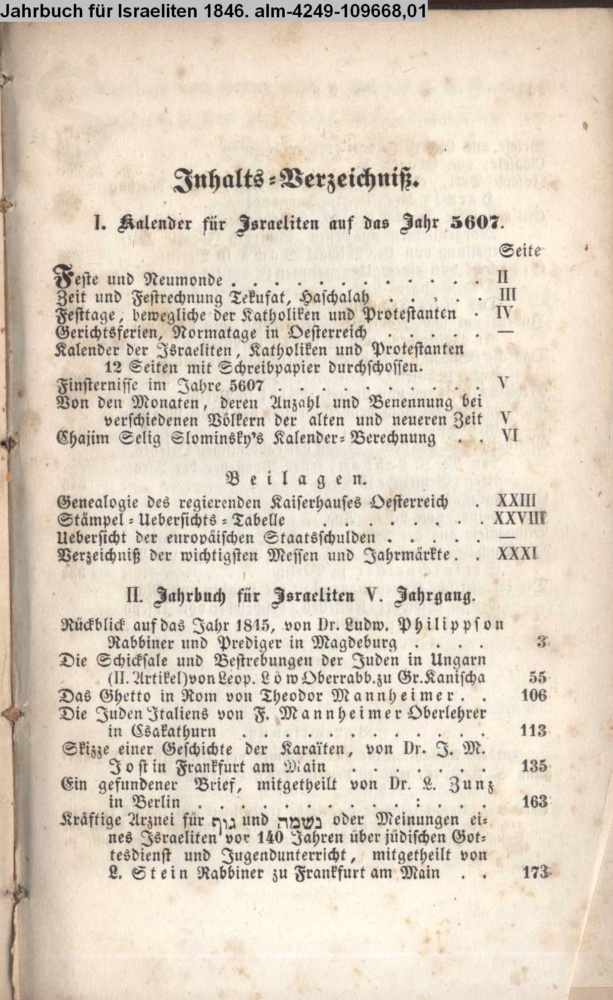 Jahrbuch für Israeliten 1846. alm-4249-109668,01
Inhalts-Verzeichniß.
I. Kalender für Israeliten auf das Jahr 5607.
Seite
Feste und Neumonde . . . . . . . . . . . . II
Zeit und Festrechnung Tekufat, Haschalah . . . . . III
Festtage, bewegliche der Katholiken und Protestanten . IV
Gerichtsferien, Normatage in Oesterreich . . . . . —
Kalender der Israeliten, Katholiken und Protestanten
12 Seiten mit Schreibpapier durchschossen.
Finsternisse im Jahre 5607 . . . . . . . . . . V
Von den Monaten, deren Anzahl und Benennung bei
verschiedenen Völkern der alten und neueren Zeit V
Chajim Selig Slominsky's Kalender-Berechnung . . VI
Beilagen.
Genealogie des regierenden Kaiserhauses Oesterreich . XXIII
Stämpel-Uebersichts-Tabelle . . . . . . . . XXVIII
Uebersicht der europäischen Staatsschulden . . . . . —
Verzeichniß der wichtigsten Messen und Jahrmärkte. . XXXI
II. Jahrbuch für Israeliten V. Jahrgang.
Rückblick auf das Jahr 1845, von Dr. Ludw. Philippson
Rabbiner und Prediger in Magdeburg . . . . 3
Die Schicksale und Bestrebungen der Juden in Ungarn
(II. Artikel) von Leop. Löw Oberrabb. zu Gr. Kanischa 55
Das Ghetto in Rom von Theodor Mannheimer. . 106
Die Juden Italiens von F. Mannheimer Oberlehrer
in Csakathurn . . . . . . . . . . . 113
Skizze einer Geschichte der Karaïten, von Dr. J. M.
Jost in Frankfurt am Main . . . . . . . 135
Ein gefundener Brief, mitgetheilt von Dr. L. Zunz
in Berlin . . . . . . . . . : . . . 163
Kräftige Arznei für גוף und נשמה oder Meinungen ei-
nes Israeliten vor 140 Jahren über jüdischen Got-
tesdienst und Jugendunterricht, mitgetheilt von
L. Stein Rabbiner zu Frankfurt am Main . . 173